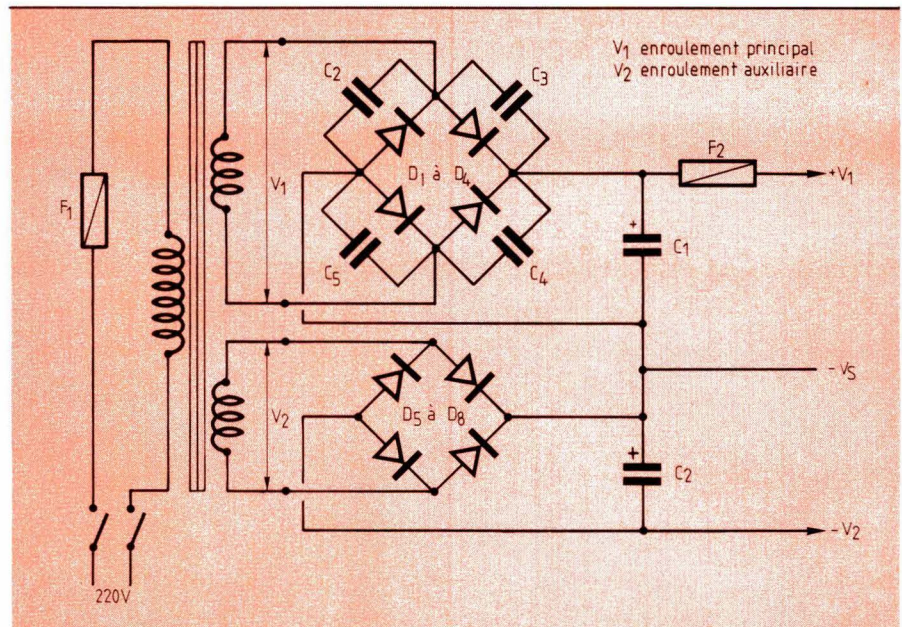 V1 enroulement principal
V2 enroulement auxiliaire
C2
C3
F2
+V1
F1
V1
D1 à D4
C1
C5
C4
- VS
V2
D5 à D8
C2
- V2
220V